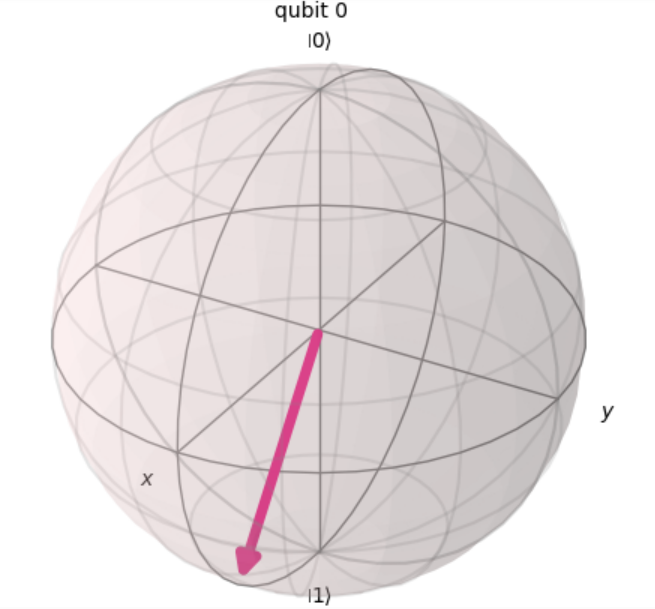 qubit 0
|0⟩
y
x
|1⟩